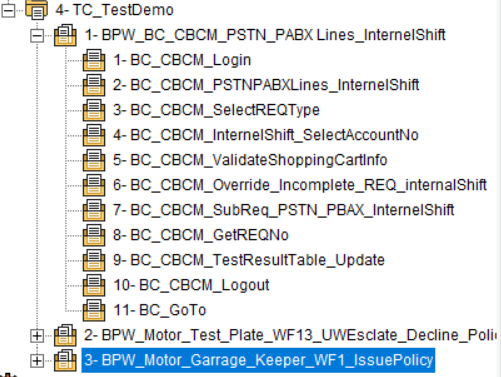 4- TC_TestDemo
1- BPW_BC_CBCM_PSTN_PABX Lines_InternelShift
1- BC_CBCM_Login
2- BC_CBCM_PSTNPABXLines_InternelShift
3- BC_CBCM_SelectREQType
4- BC_CBCM_InternelShift_SelectAccountNo
5- BC_CBCM_ValidateShoppingCartInfo
6- BC_CBCM_Override_Incomplete_REQ_internalShift
7- BC_CBCM_SubReq_PSTN_PBAX_InternelShift
8- BC_CBCM_GetREQNo
9- BC_CBCM_TestResultTable_Update
10- BC_CBCM_Logout
11- BC_GoTo
2- BPW_Motor_Test_Plate_WF13_UWEsclate_Decline_Poli
3- BPW_Motor_Garrage_Keeper_WF1_IssuePolicy